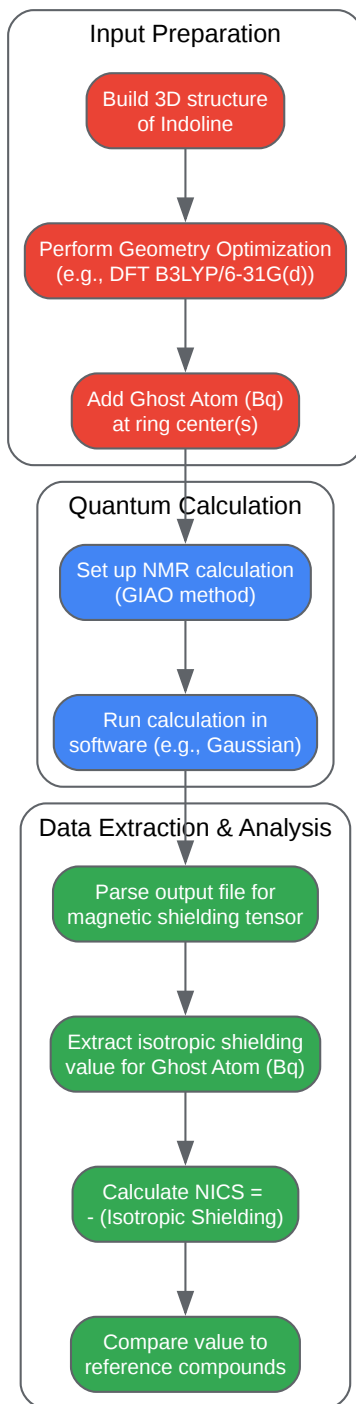 Input Preparation
Build 3D structure
of Indoline
Perform Geometry Optimization
(e.g., DFT B3LYP/6-31G(d))
Add Ghost Atom (Bq)
at ring center(s)
Quantum Calculation
Set up NMR calculation
(GIAO method)
Run calculation in
software (e.g., Gaussian)
Data Extraction & Analysis
Parse output file for
magnetic shielding tensor
Extract isotropic shielding
value for Ghost Atom (Bq)
Calculate NICS =
- (Isotropic Shielding)
Compare value to
reference compounds